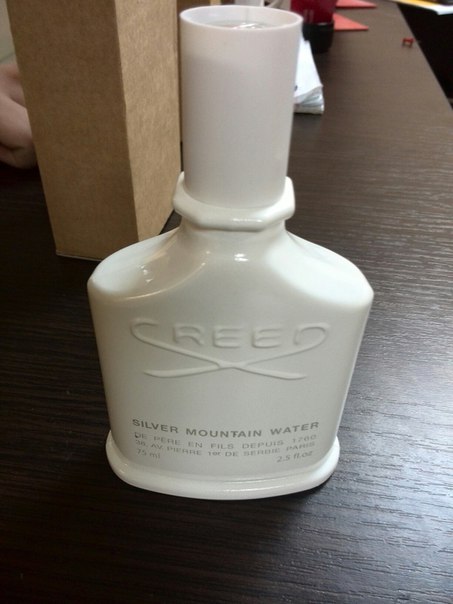 CREED
SILVER MOUNTAIN WATER
DE PERE EN FILS DEPUIS 1760
38, AV PIERRE 1er DE SERBIE PARIS
75 ml 2.5 fl.oz